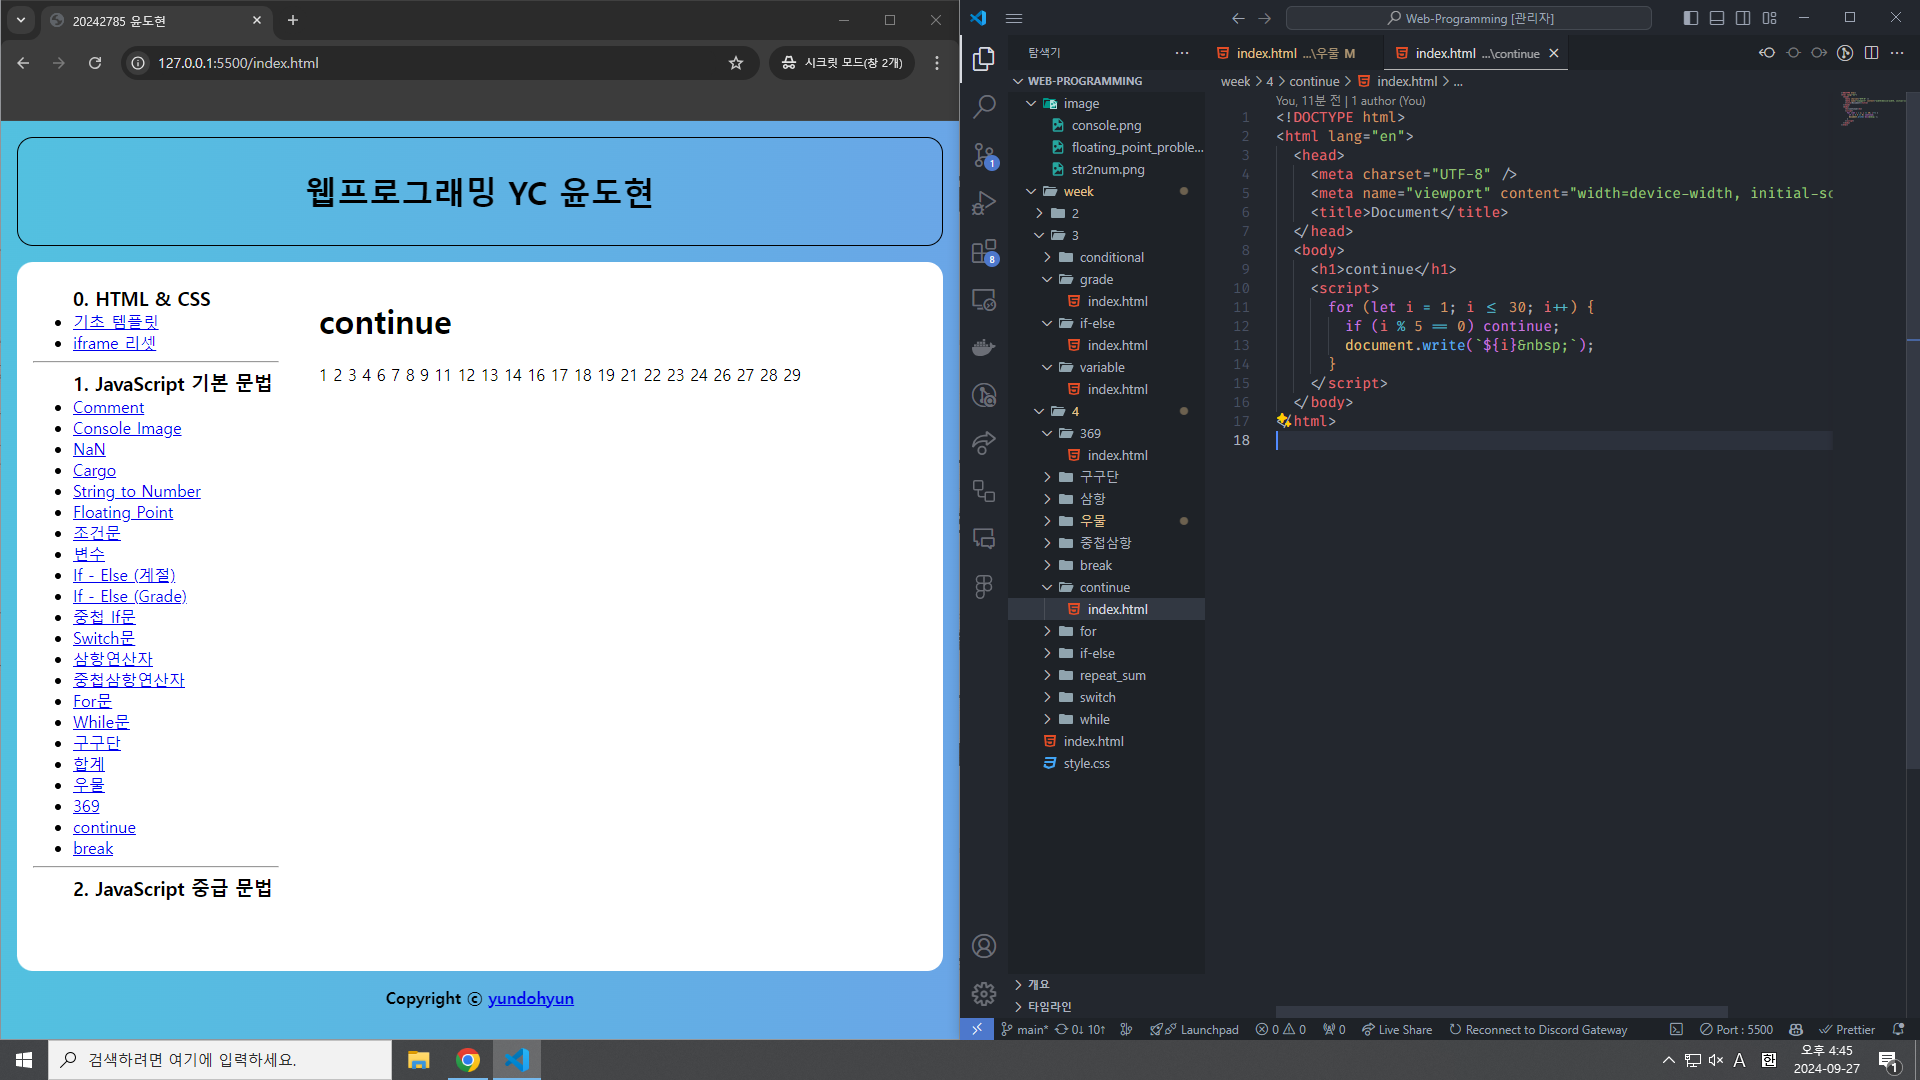 20242785 윤도현
127.0.0.1:5500/index.html
시크릿 모드(창 2개)
웹프로그래밍 YC 윤도현
0. HTML & CSS
기초 템플릿
iframe 리셋
1. JavaScript 기본 문법
Comment
Console Image
NaN
Cargo
String to Number
Floating Point
조건문
변수
If - Else (계절)
If - Else (Grade)
중첩 If문
Switch문
삼항연산자
중첩삼항연산자
For문
While문
구구단
합계
우물
369
continue
break
2. JavaScript 중급 문법
continue
1 2 3 4 6 7 8 9 11 12 13 14 16 17 18 19 21 22 23 24 26 27 28 29
Copyright © yundohyun
Web-Programming [관리자]
탐색기
WEB-PROGRAMMING
image
console.png
floating_point_proble...
str2num.png
week
2
3
conditional
grade
index.html
if-else
index.html
variable
index.html
4
369
index.html
구구단
삼항
우물
중첩삼항
break
continue
index.html
for
if-else
repeat_sum
switch
while
index.html
style.css
개요
타임라인
1
8
index.html ...\우물 M
index.html ...\continue
week > 4 > continue > index.html > ...
You, 11분 전 | 1 author (You)
1 <!DOCTYPE html>
2 <html lang="en">
3 <head>
4 <meta charset="UTF-8" />
5 <meta name="viewport" content="width=device-width, initial-sc
6 <title>Document</title>
7 </head>
8 <body>
9 <h1>continue</h1>
10 <script>
11 for (let i = 1; i ≤ 30; i++) {
12 if (i % 5 == 0) continue;
13 document.write(`${i}&nbsp;`);
14 }
15 </script>
16 </body>
17 </html>
18
main* 0↓ 10↑ Launchpad 0 0 0 Live Share Reconnect to Discord Gateway Port : 5500 Prettier
검색하려면 여기에 입력하세요.
A 한
오후 4:45
2024-09-27
1